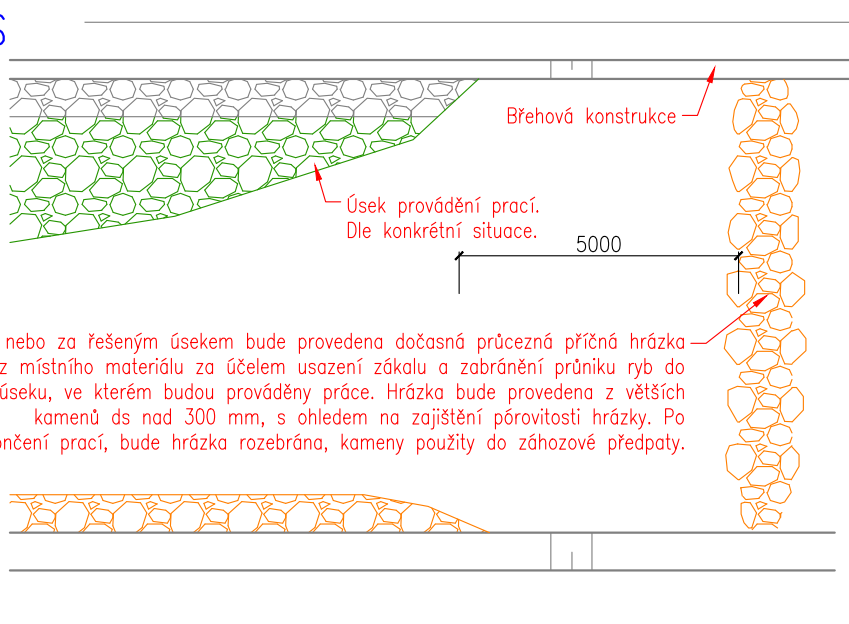 Břehová konstrukce
Úsek provádění prací.
Dle konkrétní situace.
5000
nebo za řešeným úsekem bude provedena dočasná průcezná příčná hrázka
z místního materiálu za účelem usazení zákalu a zabránění průniku ryb do
úseku, ve kterém budou prováděny práce. Hrázka bude provedena z větších
kamenů ds nad 300 mm, s ohledem na zajištění pórovitosti hrázky. Po
nčení prací, bude hrázka rozebrána, kameny použity do záhozové předpaty.